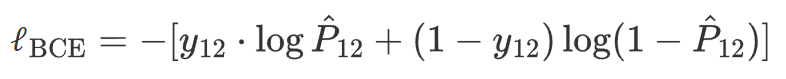 ℓ_BCE = −[y₁₂ · log P̂₁₂ + (1 − y₁₂) log(1 − P̂₁₂)]